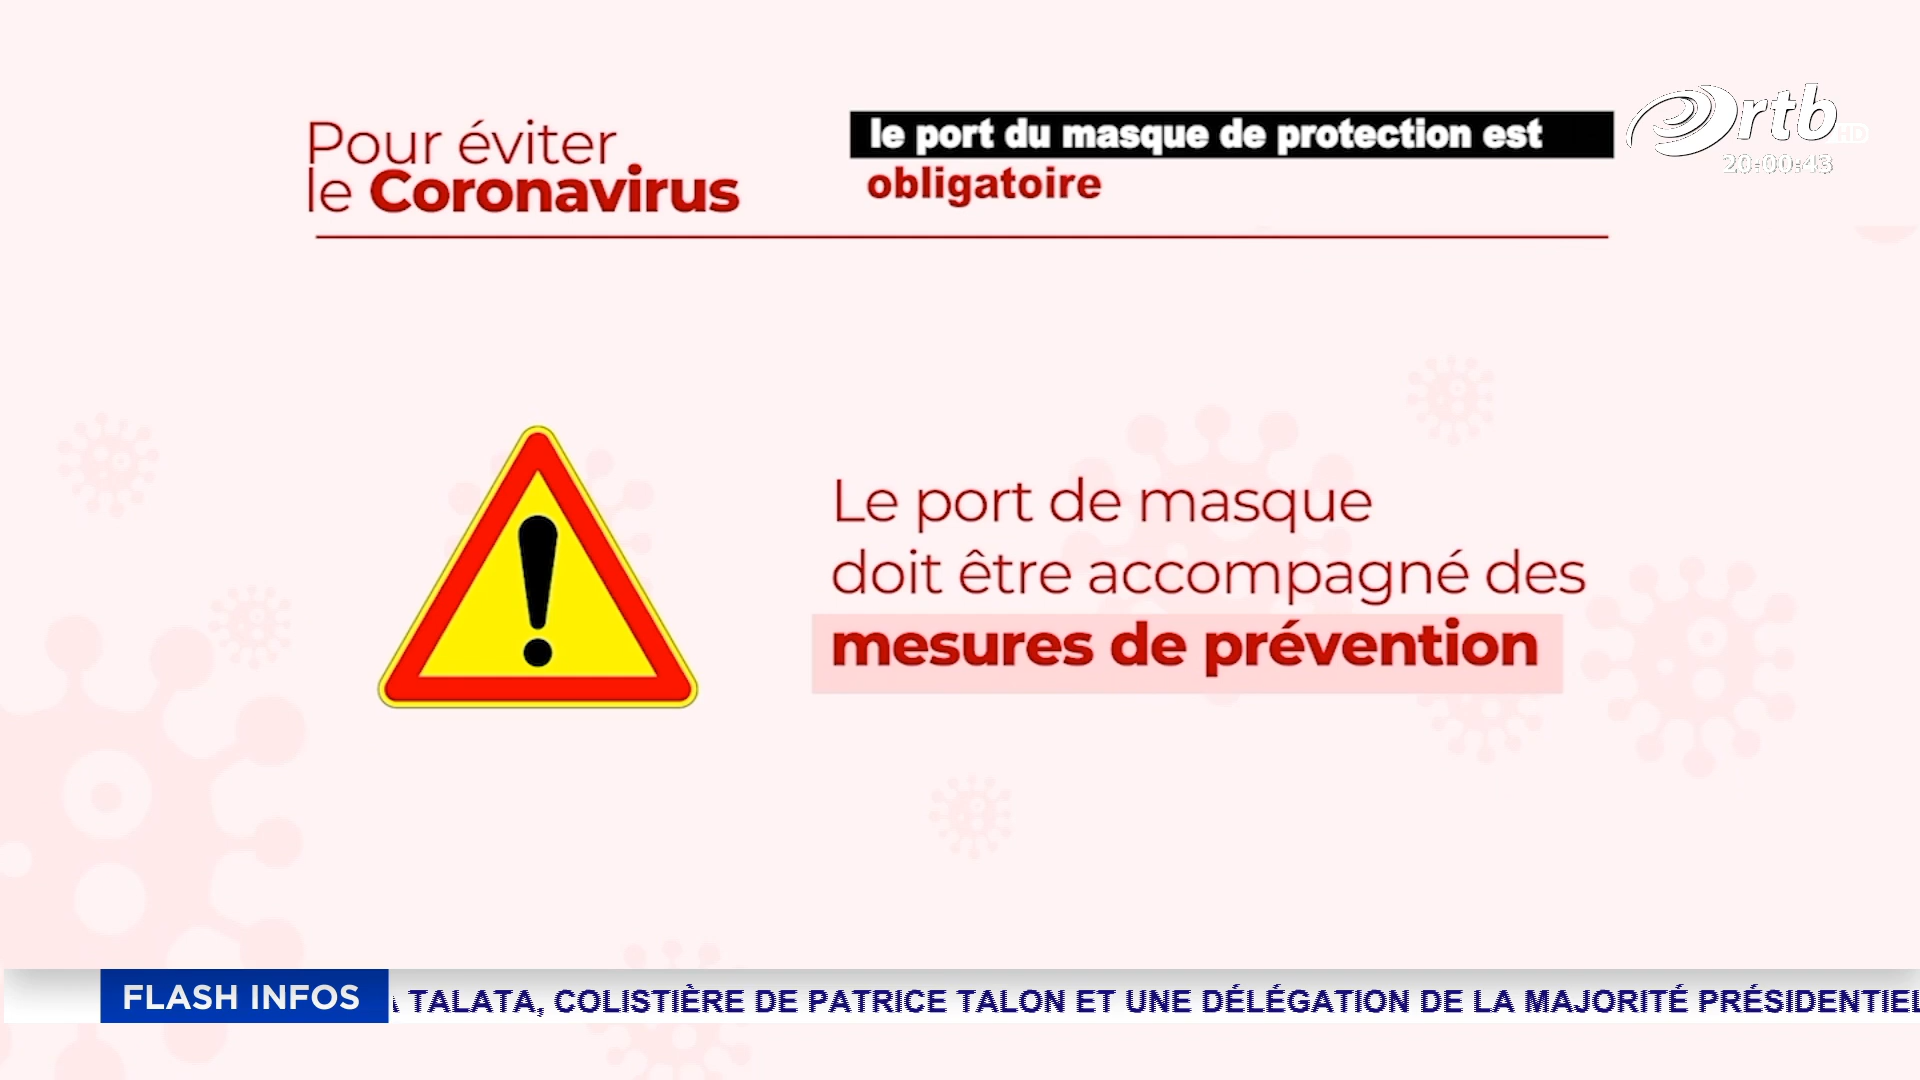 Pour éviter
le Coronavirus
le port du masque de protection est
obligatoire
ortb HD
20:00:43
Le port de masque
doit être accompagné des
mesures de prévention
FLASH INFOS
A TALATA, COLISTIÈRE DE PATRICE TALON ET UNE DÉLÉGATION DE LA MAJORITÉ PRÉSIDENTIEL